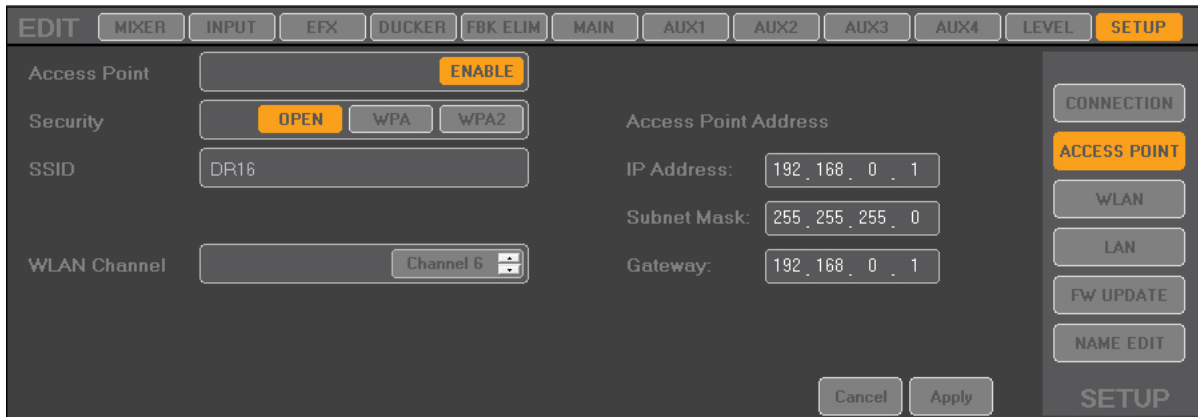 EDIT MIXER INPUT EFX DUCKER FBK ELIM MAIN AUX1 AUX2 AUX3 AUX4 LEVEL SETUP
Access Point ENABLE
Security OPEN WPA WPA2
SSID DR16
WLAN Channel Channel 6
Access Point Address
IP Address: 192 . 168 . 0 . 1
Subnet Mask: 255 . 255 . 255 . 0
Gateway: 192 . 168 . 0 . 1
Cancel Apply
CONNECTION
ACCESS POINT
WLAN
LAN
FW UPDATE
NAME EDIT
SETUP